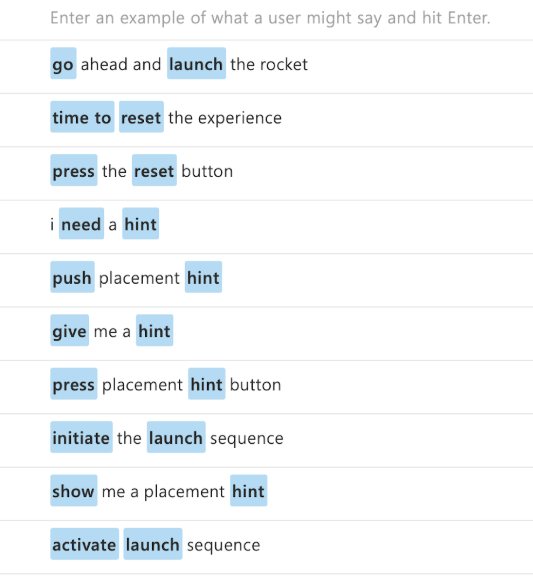 Enter an example of what a user might say and hit Enter.
go ahead and launch the rocket
time to reset the experience
press the reset button
i need a hint
push placement hint
give me a hint
press placement hint button
initiate the launch sequence
show me a placement hint
activate launch sequence